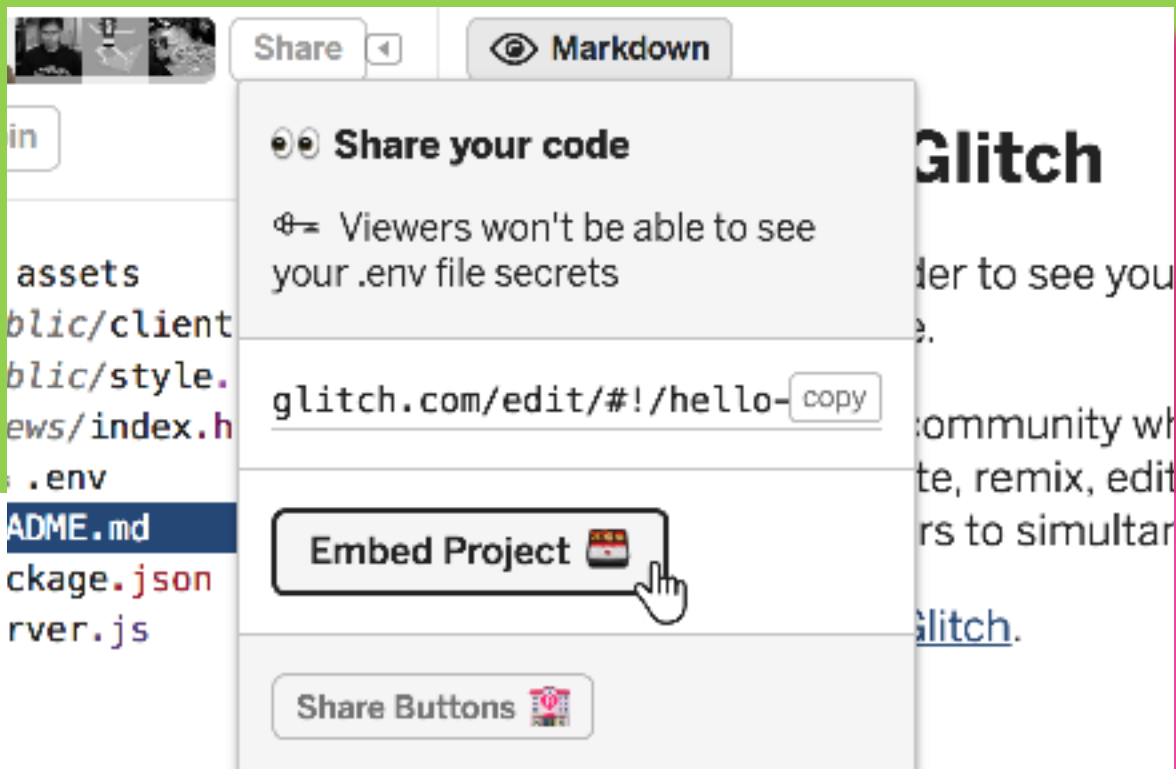 Share
Markdown
in
Share your code
Viewers won't be able to see
your .env file secrets
glitch.com/edit/#!/hello-
copy
Embed Project
Share Buttons
assets
blic/client
blic/style.
ews/index.h
.env
ADME.md
ckage.json
rver.js
Glitch
der to see you
e.
community wh
te, remix, edit
rs to simultan
Glitch.